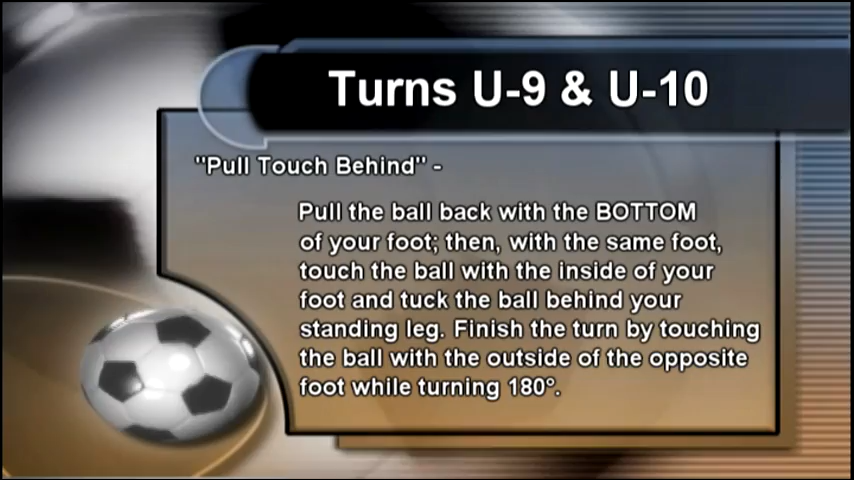 Turns U-9 & U-10
"Pull Touch Behind" -
Pull the ball back with the BOTTOM
of your foot; then, with the same foot,
touch the ball with the inside of your
foot and tuck the ball behind your
standing leg. Finish the turn by touching
the ball with the outside of the opposite
foot while turning 180°.